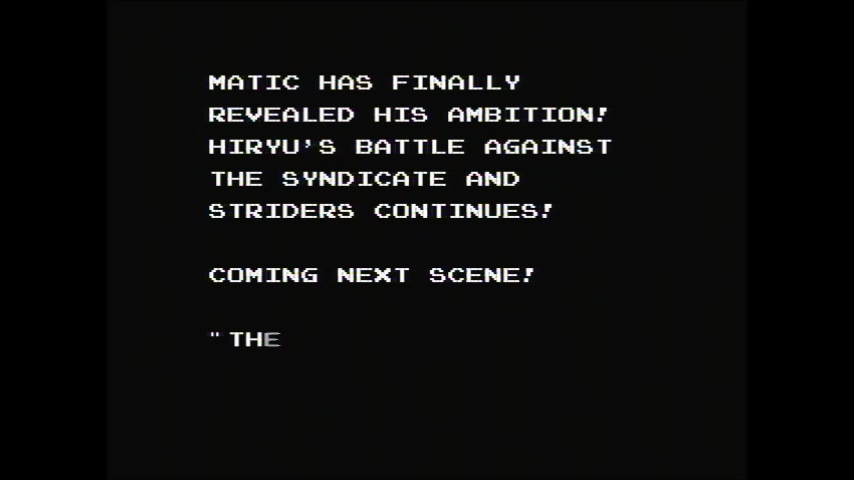 MATIC HAS FINALLY
REVEALED HIS AMBITION!
HIRYU'S BATTLE AGAINST
THE SYNDICATE AND
STRIDERS CONTINUES!
COMING NEXT SCENE!
"THE